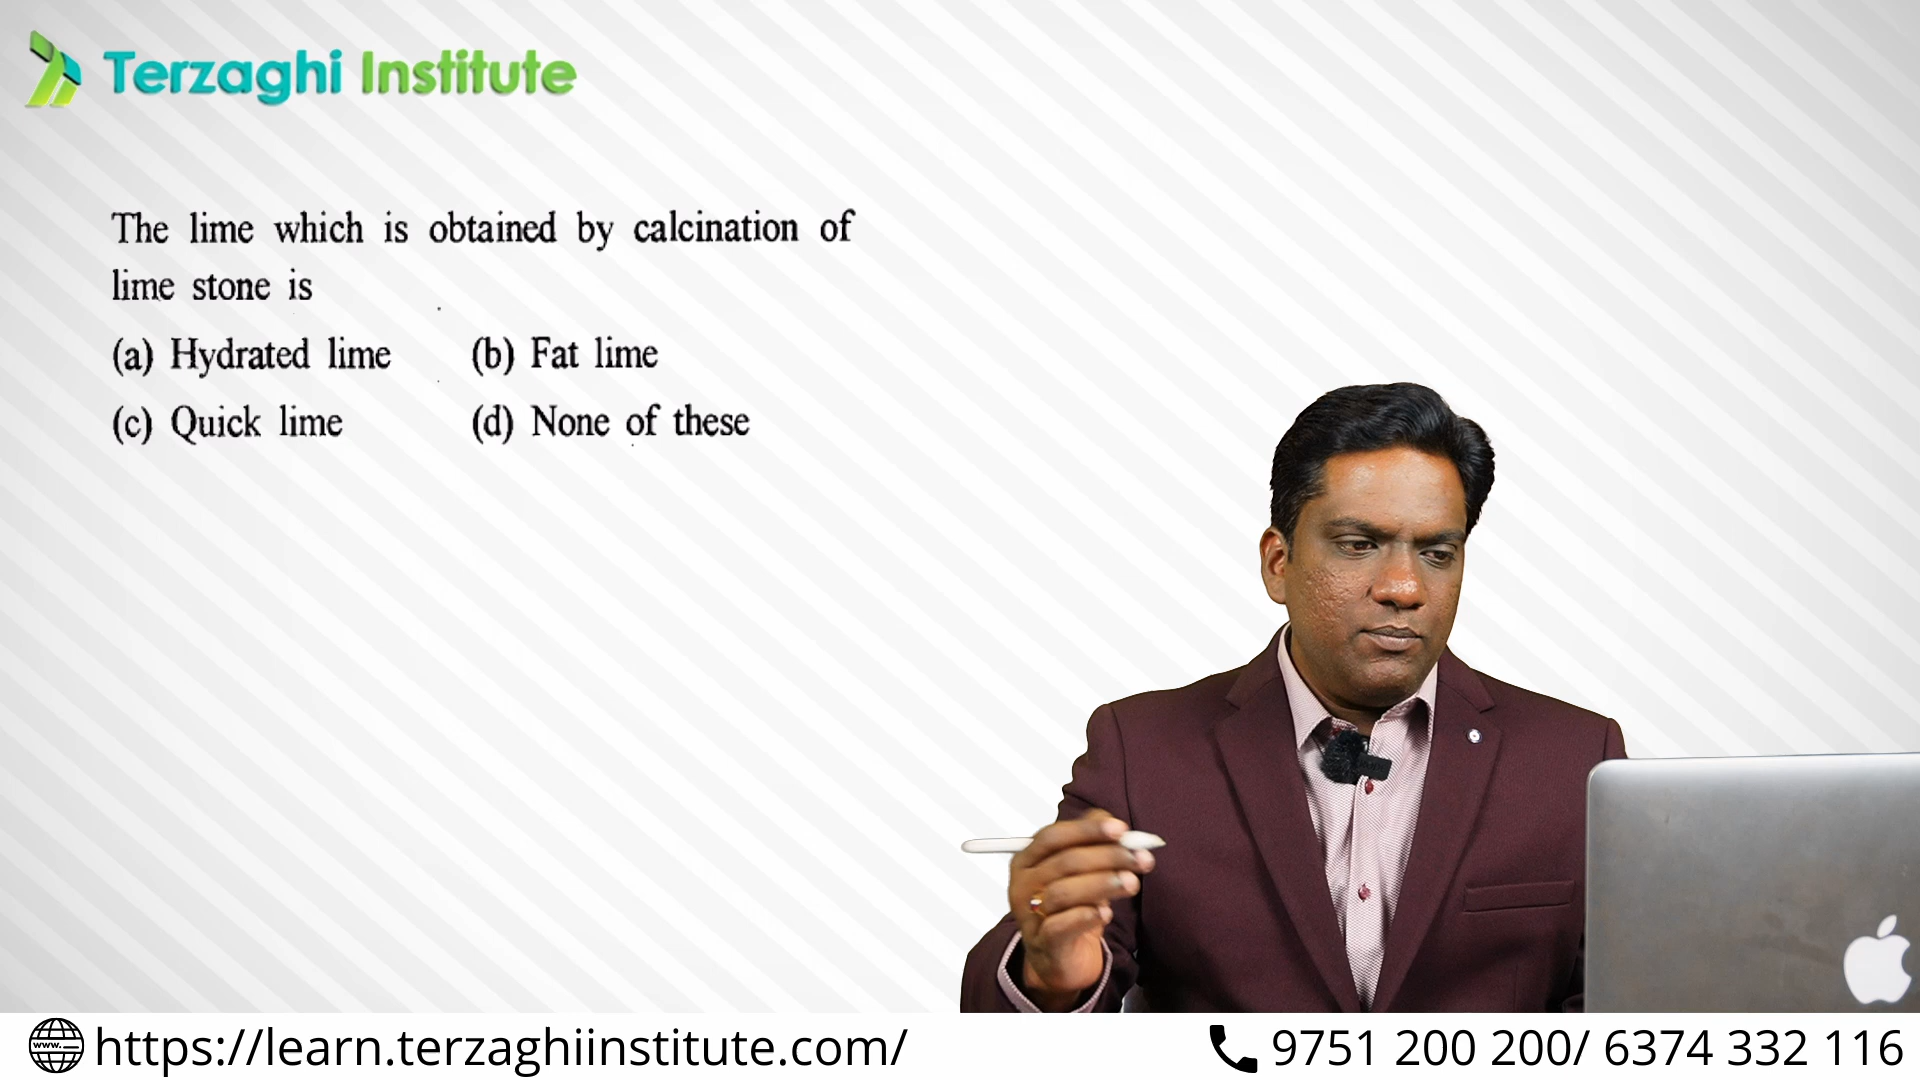 Terzaghi Institute
The lime which is obtained by calcination of
lime stone is
(a) Hydrated lime (b) Fat lime
(c) Quick lime (d) None of these
www.
https://learn.terzaghiinstitute.com/
9751 200 200/ 6374 332 116